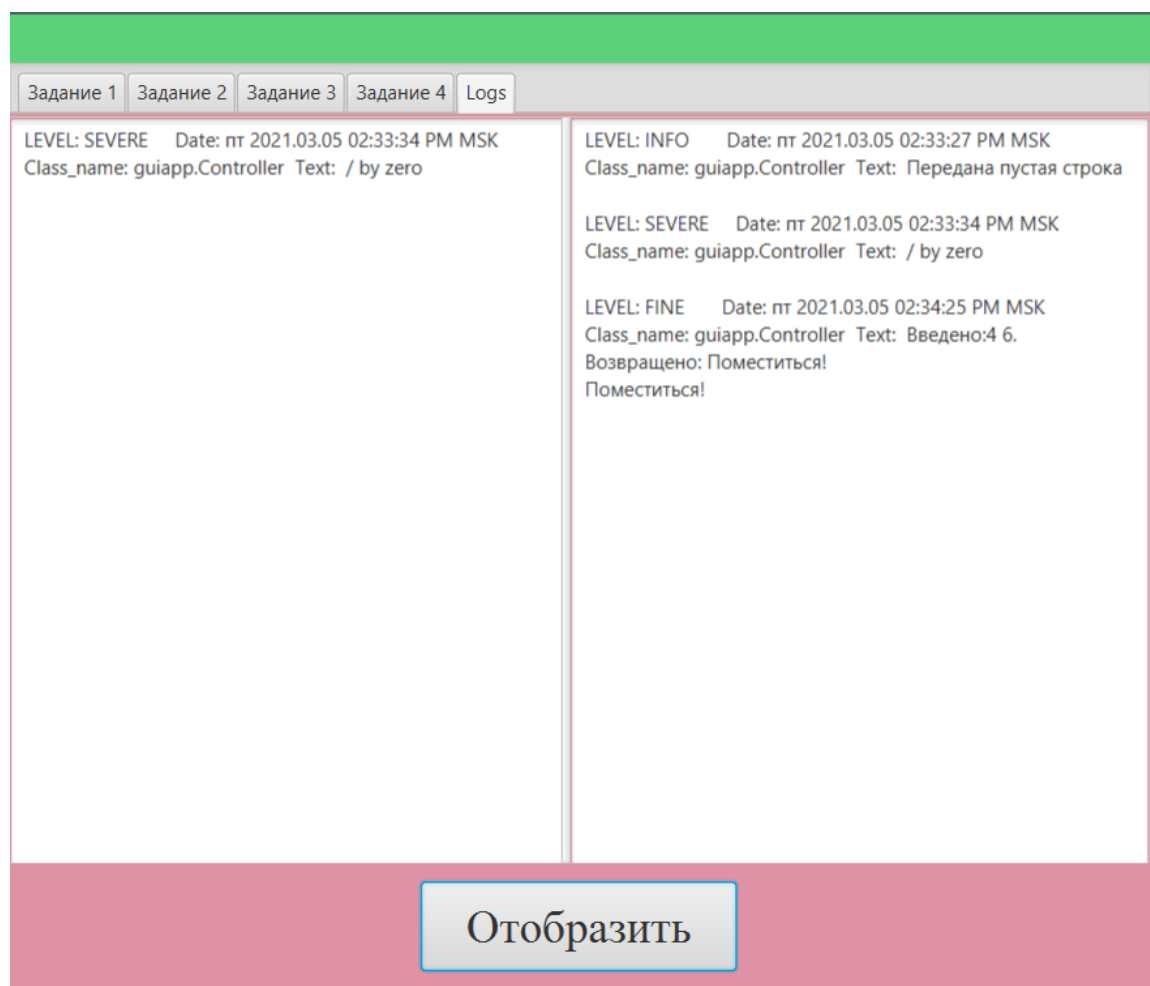 Задание 1 Задание 2 Задание 3 Задание 4 Logs
LEVEL: SEVERE Date: пт 2021.03.05 02:33:34 PM MSK
Class_name: guiapp.Controller Text: / by zero
LEVEL: INFO Date: пт 2021.03.05 02:33:27 PM MSK
Class_name: guiapp.Controller Text: Передана пустая строка
LEVEL: SEVERE Date: пт 2021.03.05 02:33:34 PM MSK
Class_name: guiapp.Controller Text: / by zero
LEVEL: FINE Date: пт 2021.03.05 02:34:25 PM MSK
Class_name: guiapp.Controller Text: Введено:4 6.
Возвращено: Поместиться!
Поместиться!
Отобразить